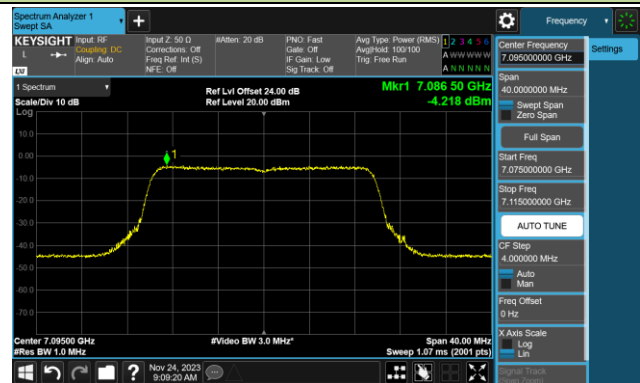 Spectrum Analyzer 1
Swept SA
Frequency
KEYSIGHT
L
LXI
Input: RF
Coupling: DC
Align: Auto
Input Z: 50 Ω
Corrections: Off
Freq Ref: Int (S)
NFE: Off
#Atten: 20 dB
PNO: Fast
Gate: Off
IF Gain: Low
Sig Track: Off
Avg Type: Power (RMS)
Avg|Hold: 100/100
Trig: Free Run
1 2 3 4 5 6
A W W W W W
A N N N N N
1 Spectrum
Scale/Div 10 dB
Log
Ref Lvl Offset 24.00 dB
Ref Level 20.00 dBm
Mkr1 7.086 50 GHz
-4.218 dBm
1
10.0
0.00
-10.0
-20.0
-30.0
-40.0
-50.0
-60.0
-70.0
Center 7.09500 GHz
#Res BW 1.0 MHz
#Video BW 3.0 MHz*
Span 40.00 MHz
Sweep 1.07 ms (2001 pts)
Nov 24, 2023
9:09:20 AM
Center Frequency
7.095000000 GHz
Settings
Span
40.0000000 MHz
Swept Span
Zero Span
Full Span
Start Freq
7.075000000 GHz
Stop Freq
7.115000000 GHz
AUTO TUNE
CF Step
4.000000 MHz
Auto
Man
Freq Offset
0 Hz
X Axis Scale
Log
Lin
Signal Track
(Span Zoom)